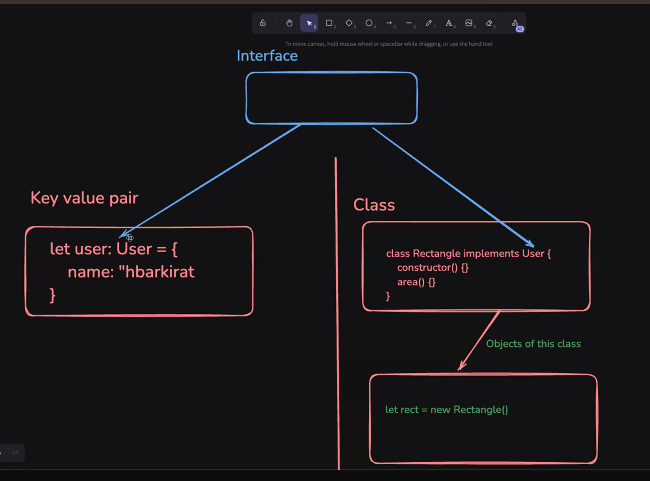 To move canvas, hold mouse wheel or spacebar while dragging, or use the hand tool
Interface
Key value pair
let user: User = {
name: "hbarkirat
}
Class
class Rectangle implements User {
constructor() {}
area() {}
}
Objects of this class
let rect = new Rectangle()